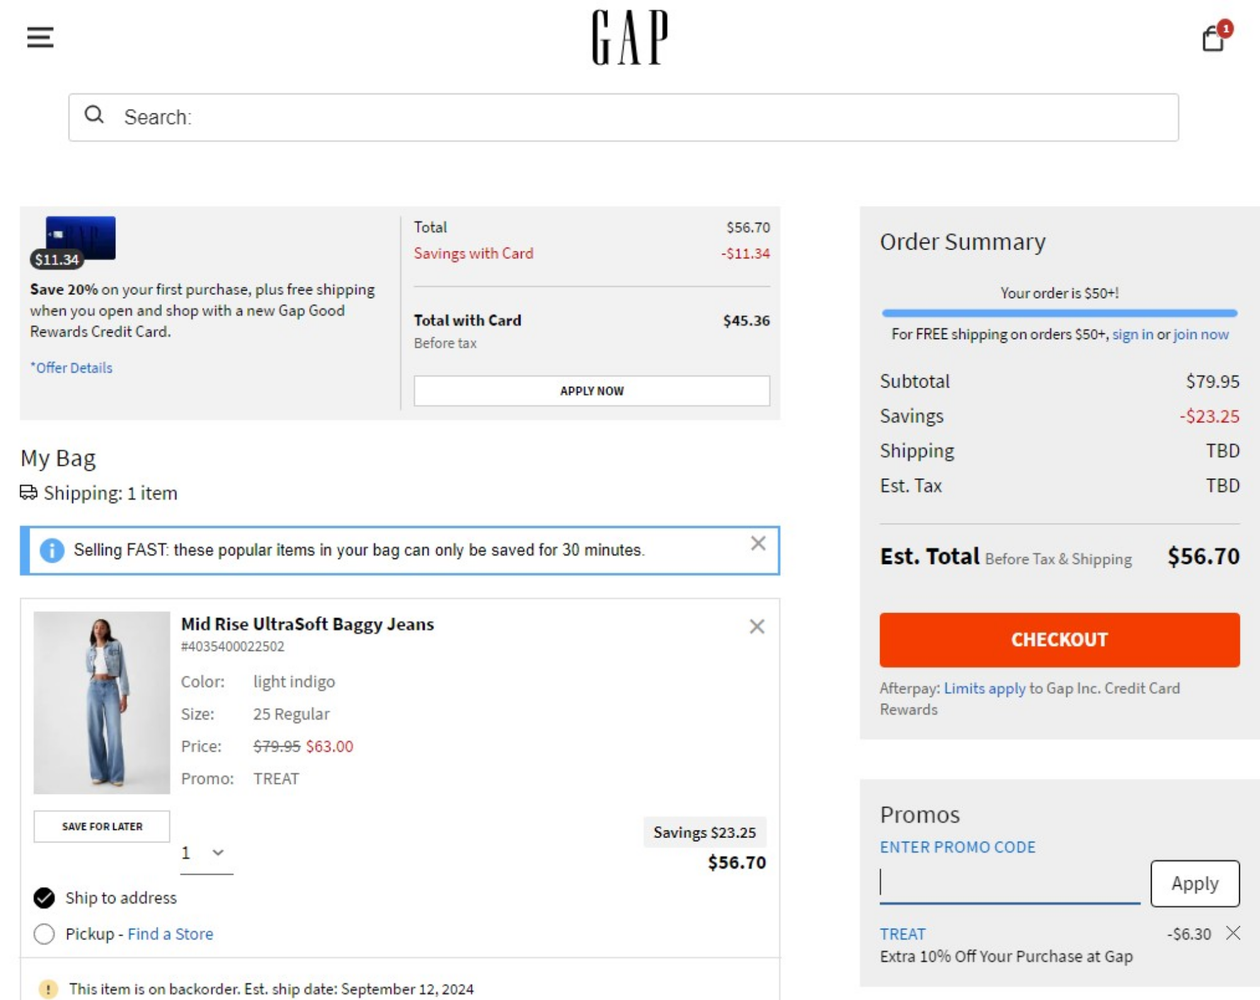 GAP
1
Search:
$11.34
Save 20% on your first purchase, plus free shipping
when you open and shop with a new Gap Good
Rewards Credit Card.
*Offer Details
Total $56.70
Savings with Card -$11.34
Total with Card $45.36
Before tax
APPLY NOW
My Bag
Shipping: 1 item
Selling FAST: these popular items in your bag can only be saved for 30 minutes.
Mid Rise UltraSoft Baggy Jeans
#4035400022502
Color: light indigo
Size: 25 Regular
Price: $79.95 $63.00
Promo: TREAT
SAVE FOR LATER
1
Savings $23.25
$56.70
Ship to address
Pickup - Find a Store
This item is on backorder. Est. ship date: September 12, 2024
Order Summary
Your order is $50+!
For FREE shipping on orders $50+, sign in or join now
Subtotal $79.95
Savings -$23.25
Shipping TBD
Est. Tax TBD
Est. Total Before Tax & Shipping $56.70
CHECKOUT
Afterpay: Limits apply to Gap Inc. Credit Card
Rewards
Promos
ENTER PROMO CODE
Apply
TREAT -$6.30
Extra 10% Off Your Purchase at Gap